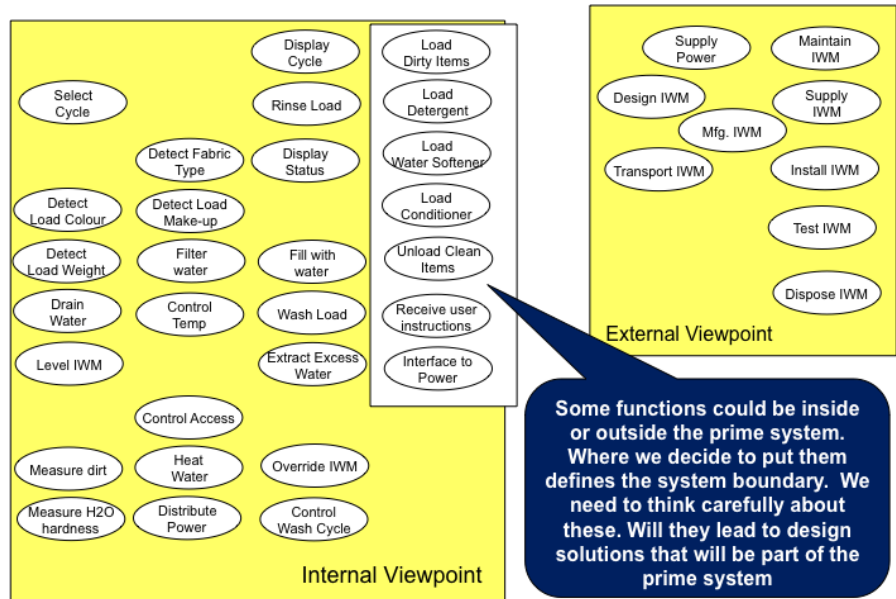 Display
Cycle
Load
Dirty Items
Select
Cycle
Rinse Load
Load
Detergent
Detect Fabric
Type
Display
Status
Load
Water Softener
Detect
Load Colour
Detect Load
Make-up
Load
Conditioner
Detect
Load Weight
Filter
water
Fill with
water
Unload Clean
Items
Drain
Water
Control
Temp
Wash Load
Receive user
instructions
Level IWM
Extract Excess
Water
Interface to
Power
Control Access
Measure dirt
Heat
Water
Override IWM
Measure H2O
hardness
Distribute
Power
Control
Wash Cycle
Internal Viewpoint
Supply
Power
Maintain
IWM
Design IWM
Supply
IWM
Mfg. IWM
Transport IWM
Install IWM
Test IWM
Dispose IWM
External Viewpoint
Some functions could be inside
or outside the prime system.
Where we decide to put them
defines the system boundary. We
need to think carefully about
these. Will they lead to design
solutions that will be part of the
prime system